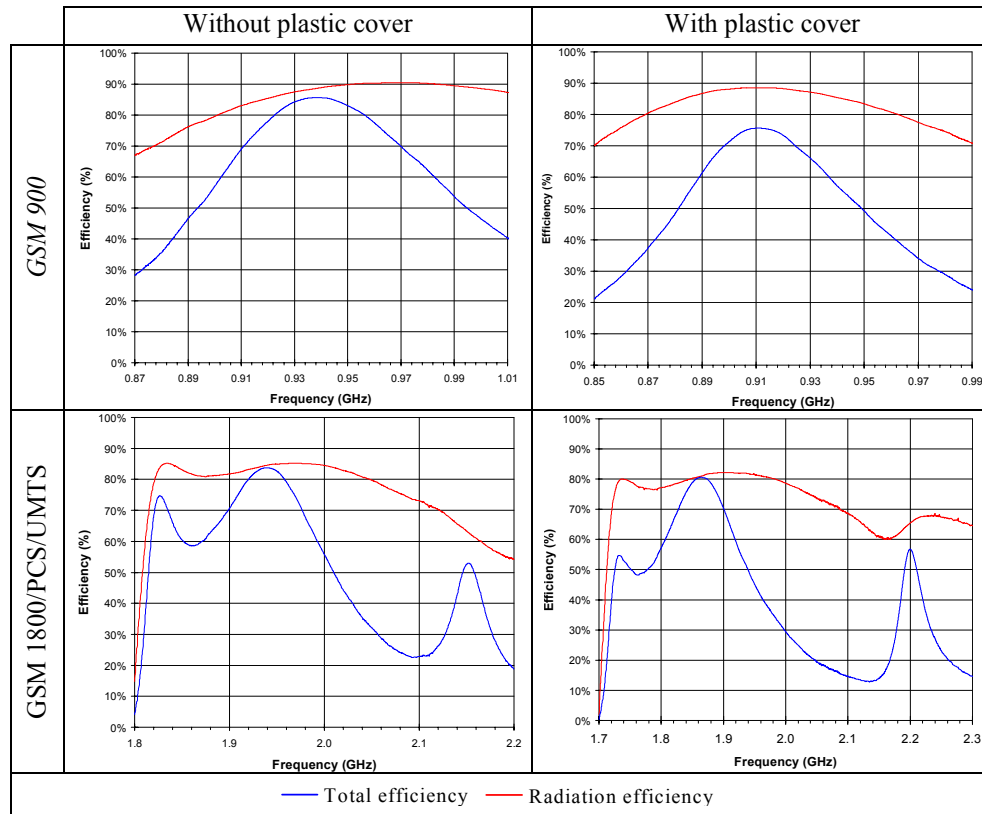 Without plastic cover
With plastic cover
GSM 900
Efficiency (%)
100%
90%
80%
70%
60%
50%
40%
30%
20%
10%
0%
0.87 0.89 0.91 0.93 0.95 0.97 0.99 1.01
Frequency (GHz)
Efficiency (%)
100%
90%
80%
70%
60%
50%
40%
30%
20%
10%
0%
0.85 0.87 0.89 0.91 0.93 0.95 0.97 0.99
Frequency (GHz)
GSM 1800/PCS/UMTS
Efficiency (%)
100%
90%
80%
70%
60%
50%
40%
30%
20%
10%
0%
1.8 1.9 2.0 2.1 2.2
Frequency (GHz)
Efficiency (%)
100%
90%
80%
70%
60%
50%
40%
30%
20%
10%
0%
1.7 1.8 1.9 2.0 2.1 2.2 2.3
Frequency (GHz)
Total efficiency Radiation efficiency